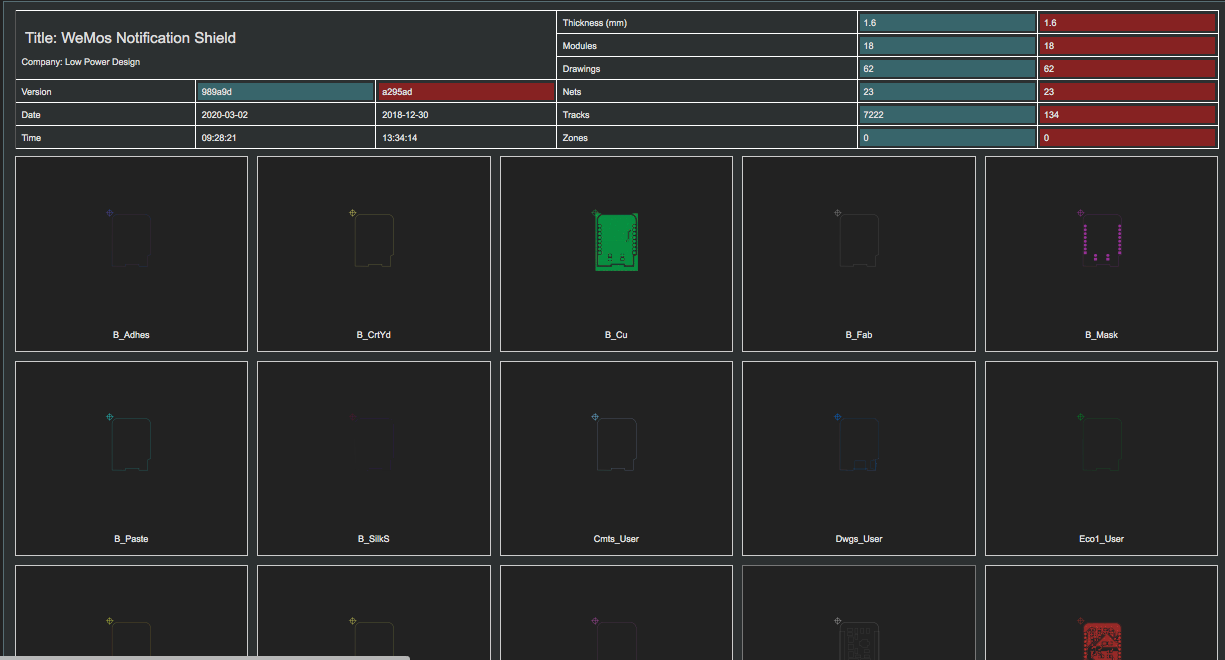 Title: WeMos Notification Shield
Company: Low Power Design
Thickness (mm) 1.6 1.6
Modules 18 18
Drawings 62 62
Version 989a9d a295ad Nets 23 23
Date 2020-03-02 2018-12-30 Tracks 7222 134
Time 09:28:21 13:34:14 Zones 0 0
B_Adhes B_CrtYd B_Cu B_Fab B_Mask
B_Paste B_SilkS Cmts_User Dwgs_User Eco1_User